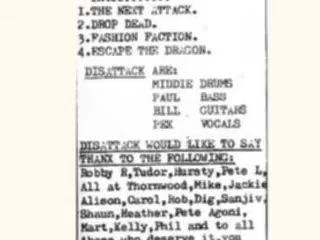 1.THE NEXT ATTACK.
2.DROP DEAD.
3.FASHION FACTION.
4.ESCAPE THE DRAGON.
DISATTACK ARE:
MIDDIE DRUMS
PAUL BASS
BILL GUITARS
PEX VOCALS
DISATTACK WOULD LIKE TO SAY
THANX TO THE FOLLOWING:
Robby R,Tudor,Hursty,Pete L,
All at Thornwood,Mike,Jackie
Alison,Carol,Rob,Dig,Sanjiv,
Shaun,Heather,Pete Agoni,
Mart,Kelly,Phil and to all
those who deserve it.you